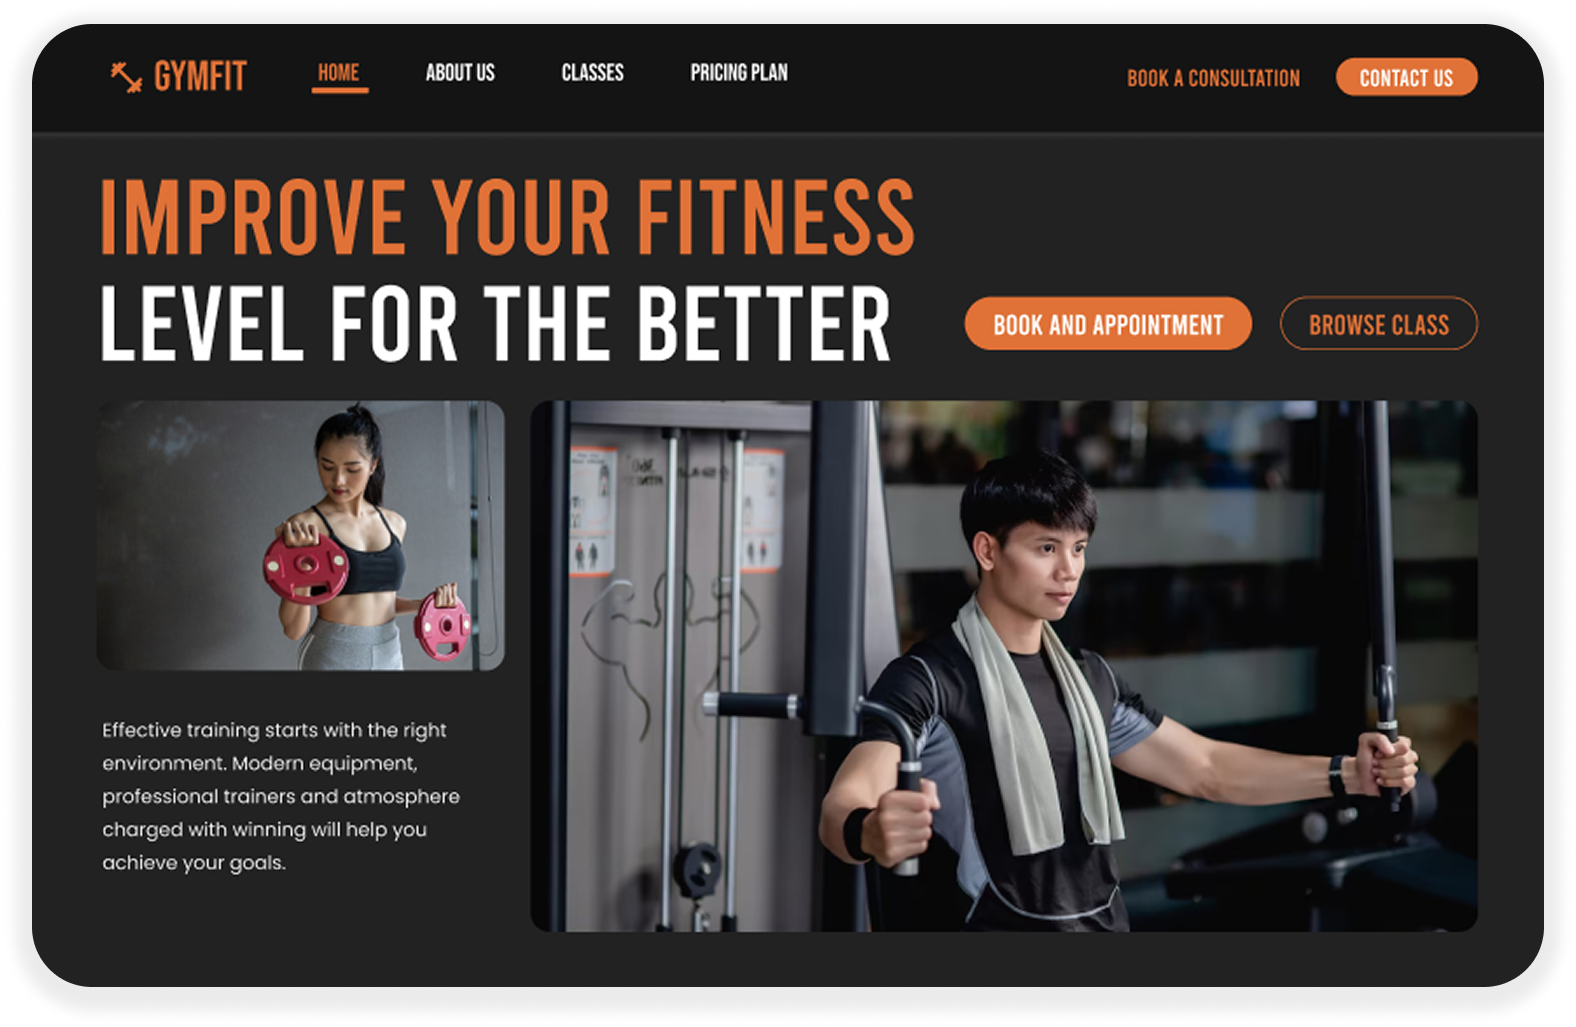 GYMFIT
HOME
ABOUT US
CLASSES
PRICING PLAN
BOOK A CONSULTATION
CONTACT US
IMPROVE YOUR FITNESS
LEVEL FOR THE BETTER
BOOK AND APPOINTMENT
BROWSE CLASS
Effective training starts with the right
environment. Modern equipment,
professional trainers and atmosphere
charged with winning will help you
achieve your goals.